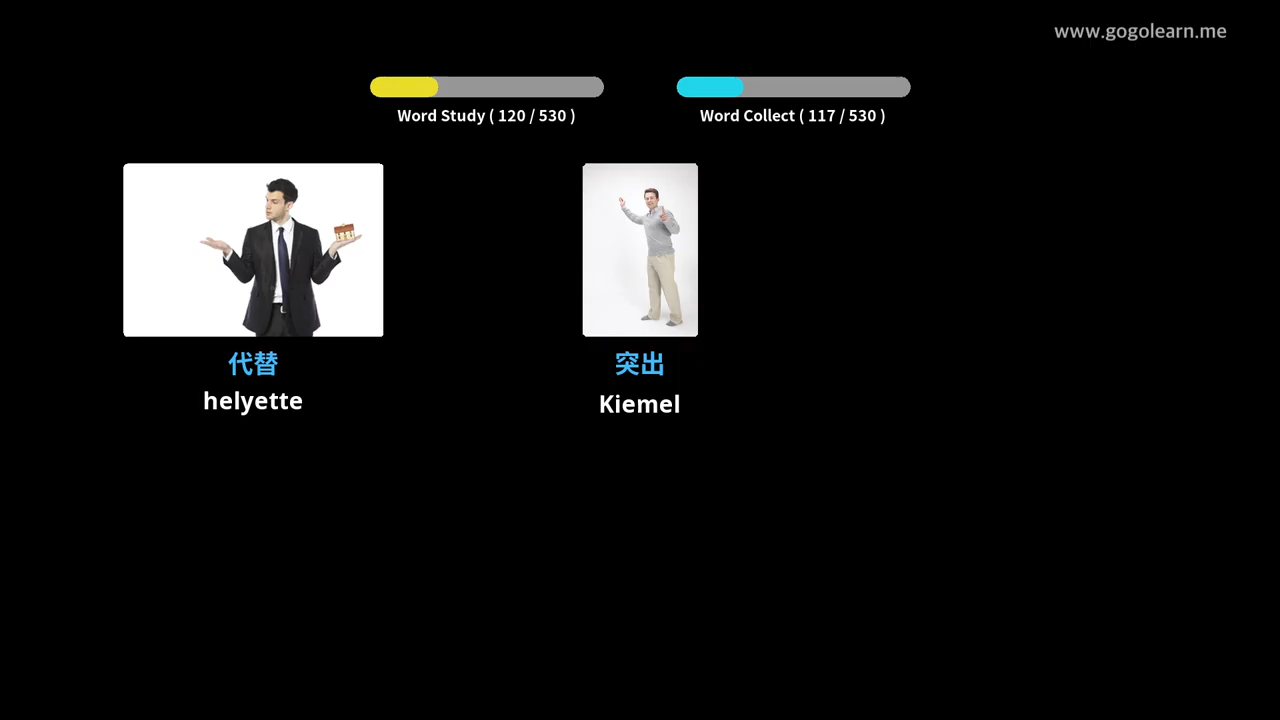 www.gogolearn.me
Word Study ( 120 / 530 )
Word Collect ( 117 / 530 )
代替
helyette
突出
Kiemel